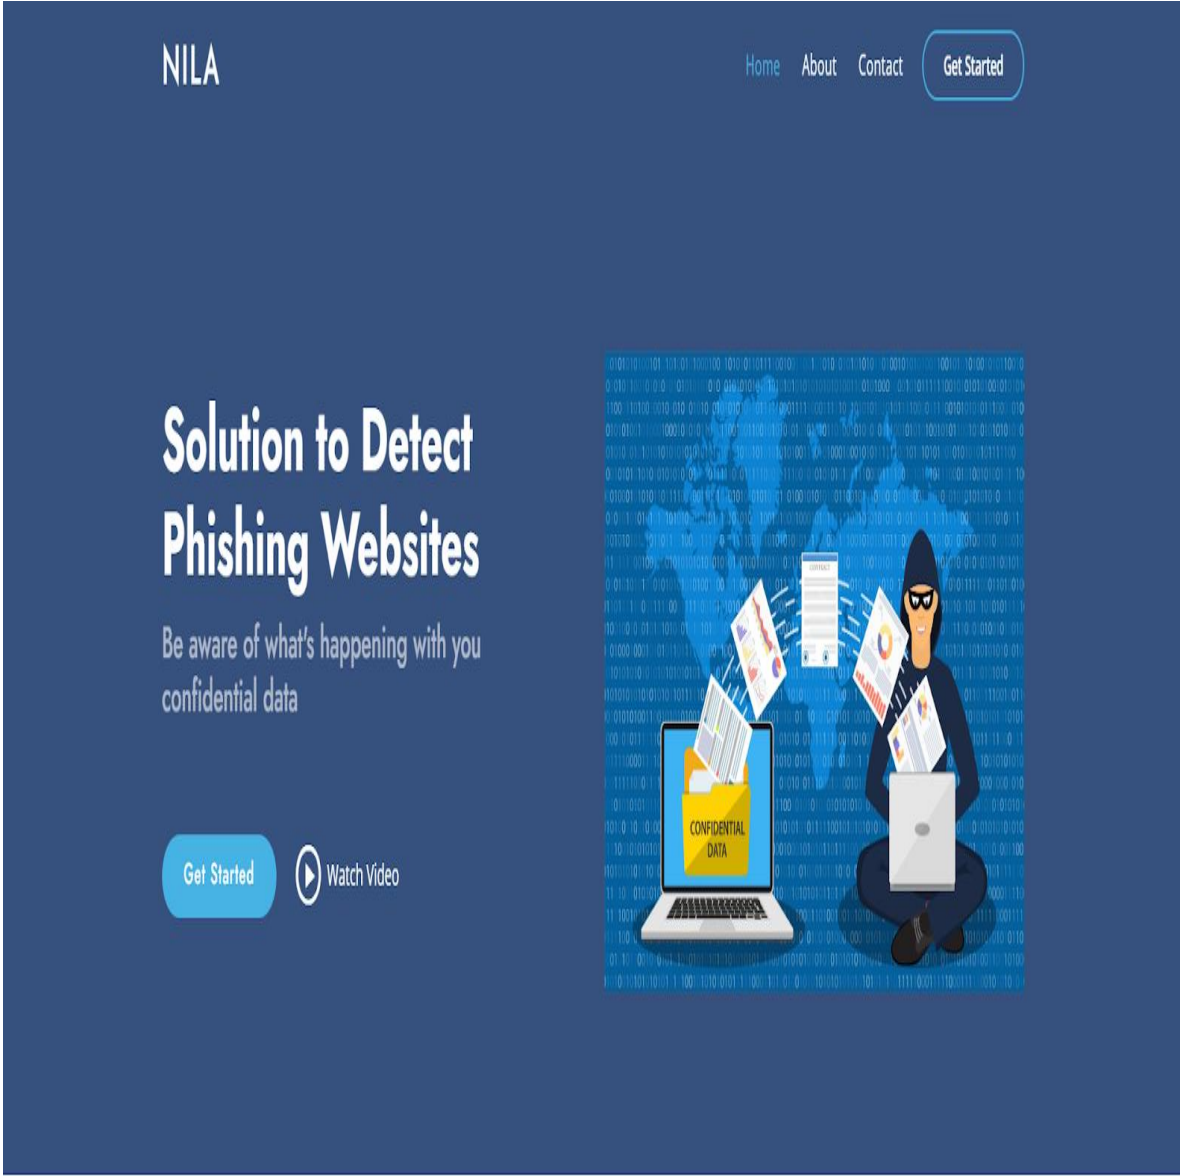 NILA
Home About Contact Get Started
Solution to Detect
Phishing Websites
Be aware of what's happening with you
confidential data
Get Started Watch Video
CONTRACT
CONFIDENTIAL
DATA